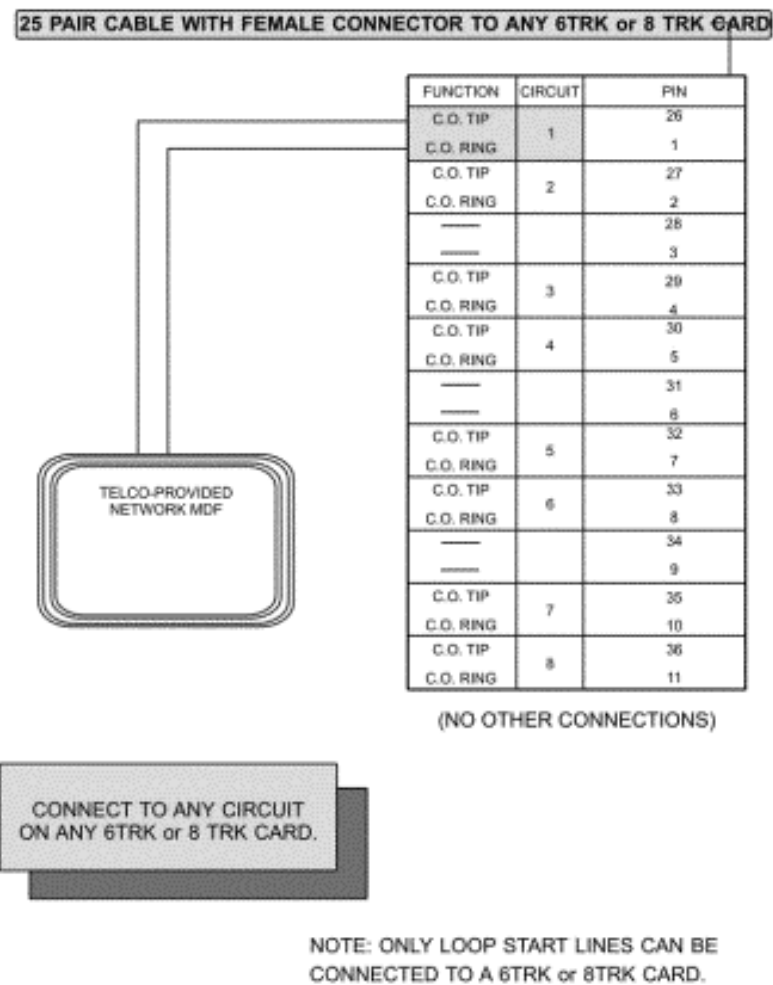 25 PAIR CABLE WITH FEMALE CONNECTOR TO ANY 6TRK or 8 TRK CARD
FUNCTION CIRCUIT PIN
C.O. TIP 26
1
C.O. RING 1
C.O. TIP 27
2
C.O. RING 2
28
3
C.O. TIP 29
3
C.O. RING 4
C.O. TIP 30
4
C.O. RING 5
31
6
C.O. TIP 32
5
C.O. RING 7
C.O. TIP 33
6
C.O. RING 8
34
9
C.O. TIP 35
7
C.O. RING 10
C.O. TIP 36
8
C.O. RING 11
TELCO-PROVIDED
NETWORK MDF
(NO OTHER CONNECTIONS)
CONNECT TO ANY CIRCUIT
ON ANY 6TRK or 8 TRK CARD.
NOTE: ONLY LOOP START LINES CAN BE
CONNECTED TO A 6TRK or 8TRK CARD.